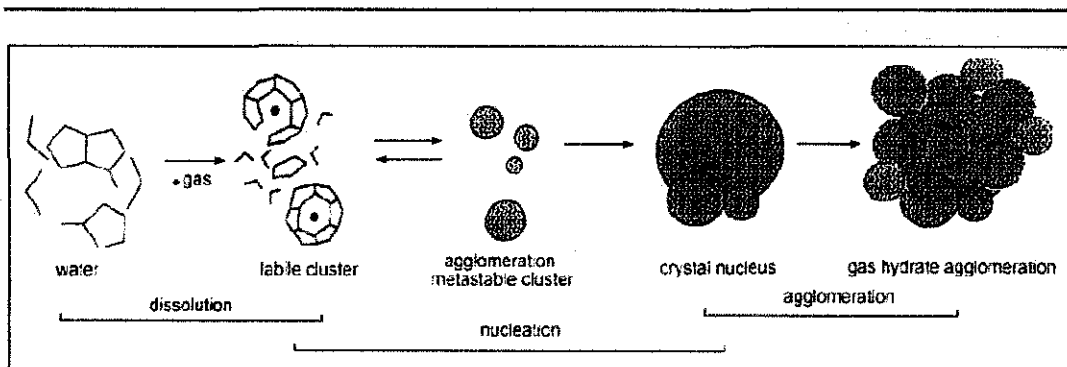 •gas
water
labile cluster
agglomeration
metastable cluster
crystal nucleus
gas hydrate agglomeration
dissolution
agglomeration
nucleation